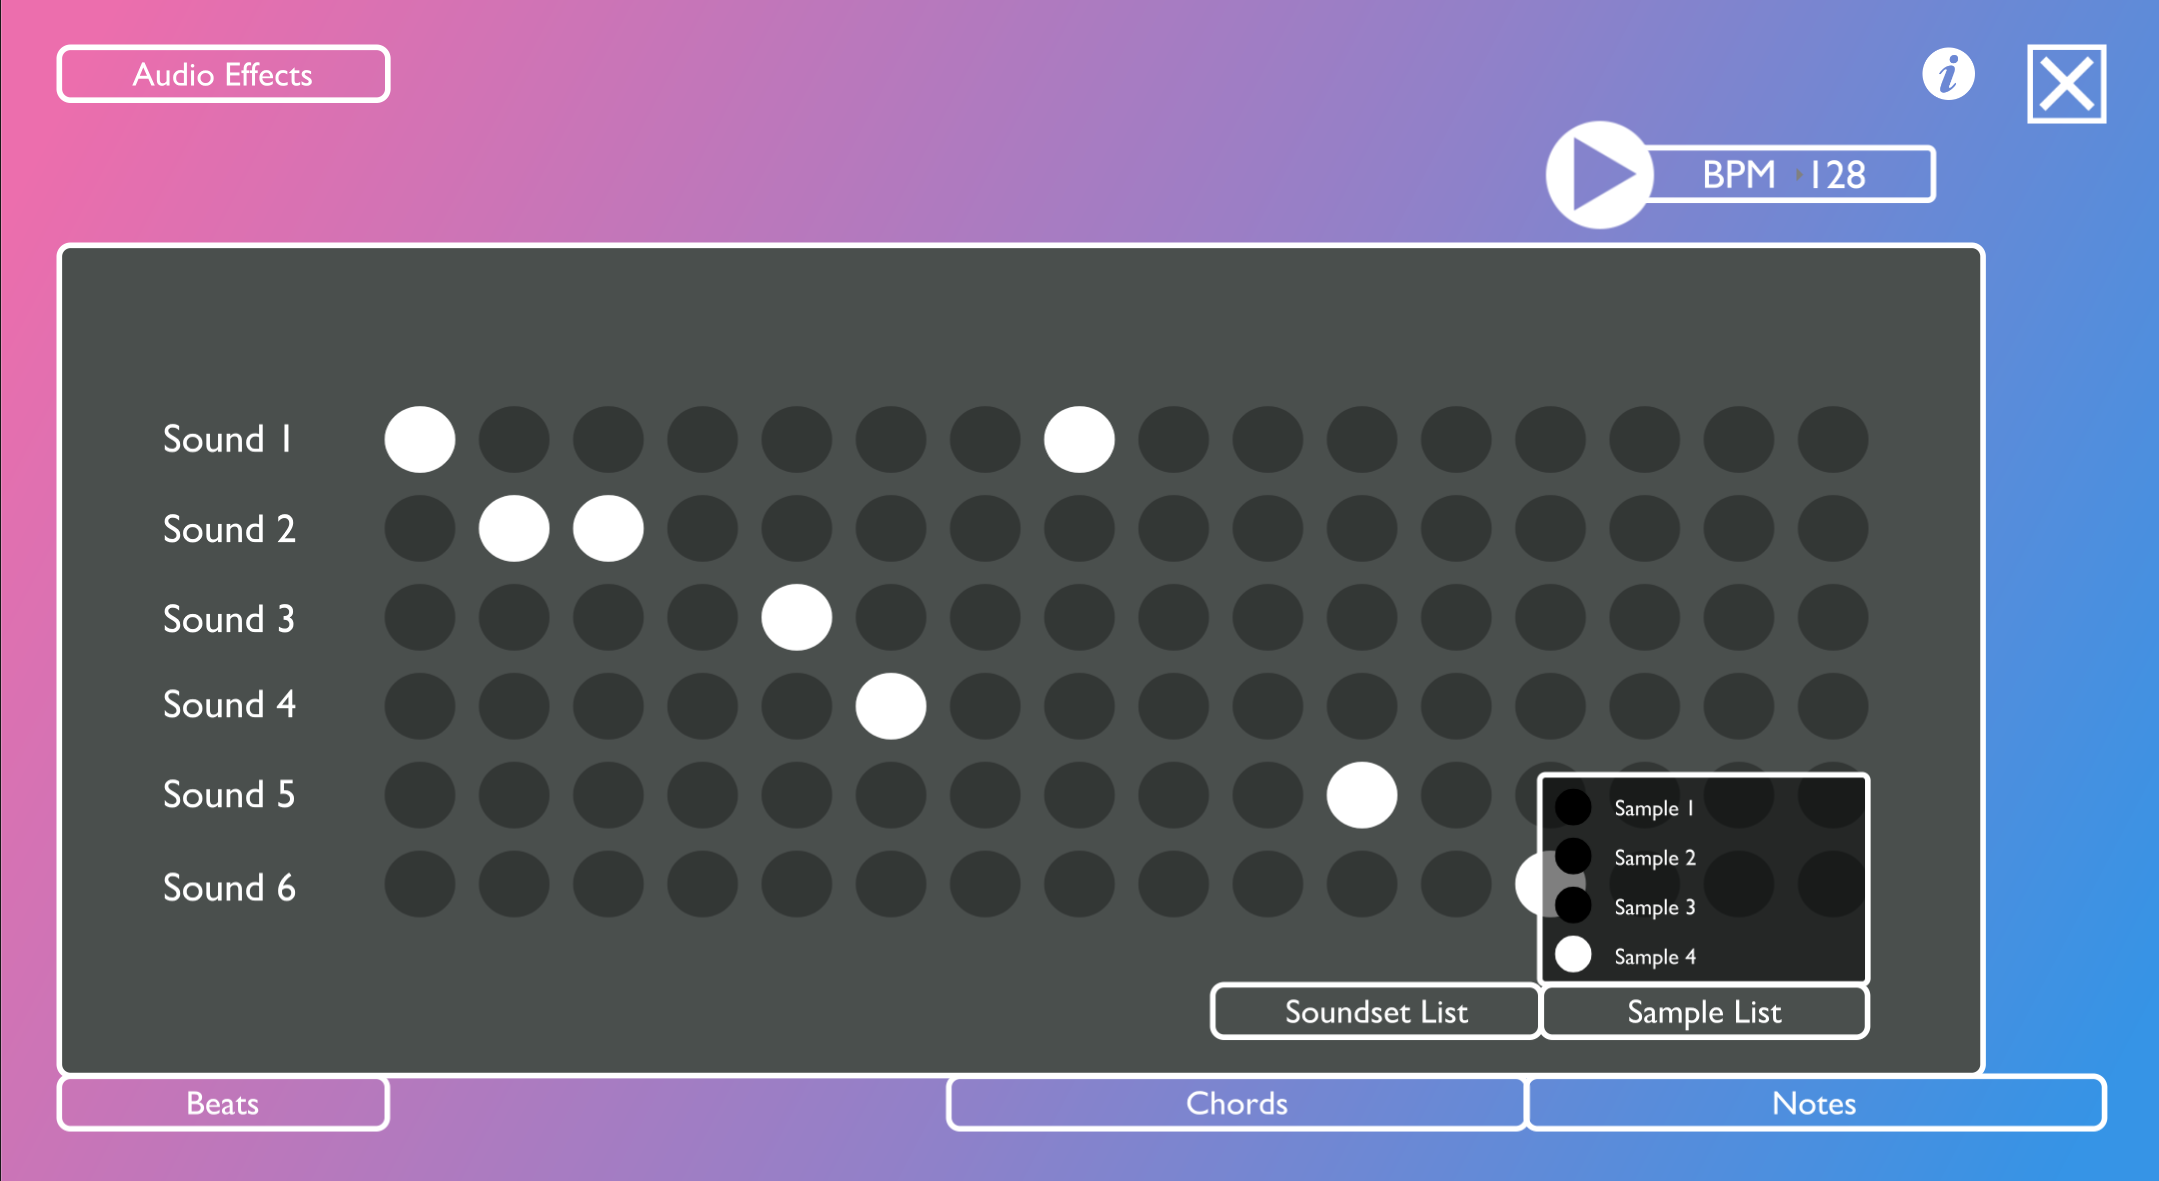 Audio Effects
i
BPM 128
Sound 1
Sound 2
Sound 3
Sound 4
Sound 5
Sound 6
Sample 1
Sample 2
Sample 3
Sample 4
Soundset List
Sample List
Beats
Chords
Notes